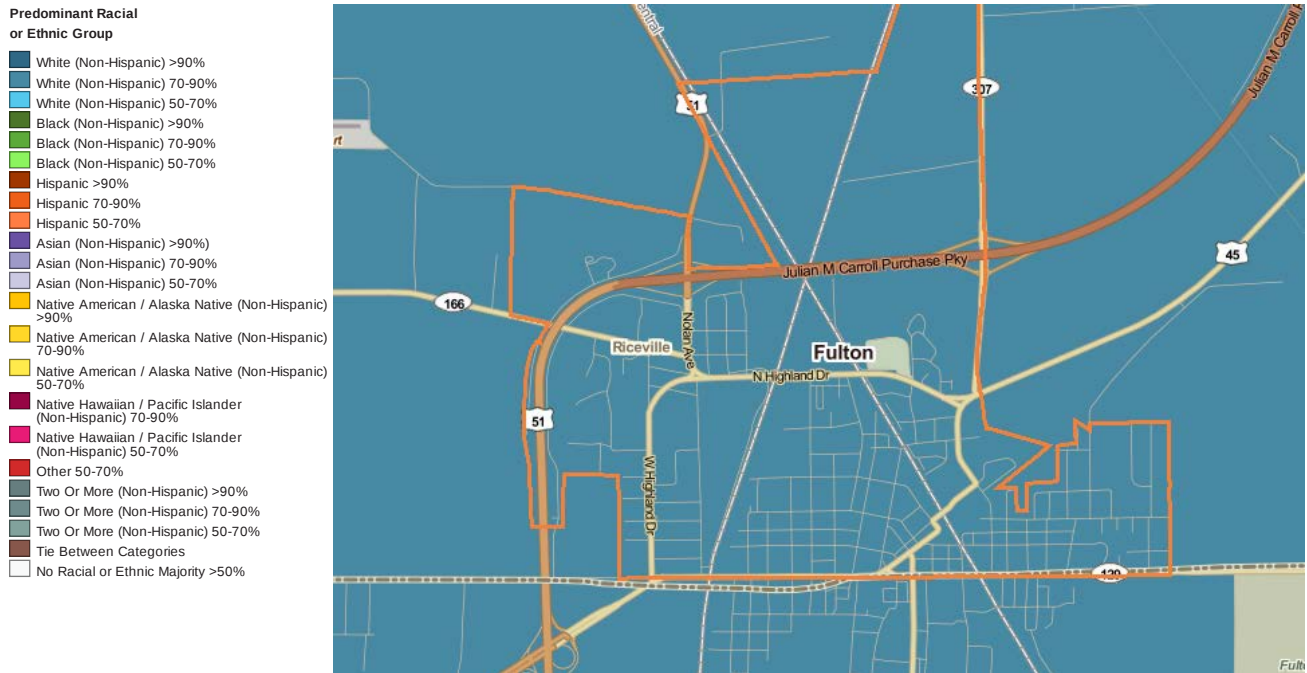 Predominant Racial
or Ethnic Group
White (Non-Hispanic) >90%
White (Non-Hispanic) 70-90%
White (Non-Hispanic) 50-70%
Black (Non-Hispanic) >90%
Black (Non-Hispanic) 70-90%
Black (Non-Hispanic) 50-70%
Hispanic >90%
Hispanic 70-90%
Hispanic 50-70%
Asian (Non-Hispanic) >90%)
Asian (Non-Hispanic) 70-90%
Asian (Non-Hispanic) 50-70%
Native American / Alaska Native (Non-Hispanic)
>90%
Native American / Alaska Native (Non-Hispanic)
70-90%
Native American / Alaska Native (Non-Hispanic)
50-70%
Native Hawaiian / Pacific Islander
(Non-Hispanic) 70-90%
Native Hawaiian / Pacific Islander
(Non-Hispanic) 50-70%
Other 50-70%
Two Or More (Non-Hispanic) >90%
Two Or More (Non-Hispanic) 70-90%
Two Or More (Non-Hispanic) 50-70%
Tie Between Categories
No Racial or Ethnic Majority >50%
entral
51
307
Julian M Carroll P
rt
45
Julian M Carroll Purchase Pky
166
Nolan Ave
Riceville
Fulton
N Highland Dr
51
W Highland Dr
129
Fult